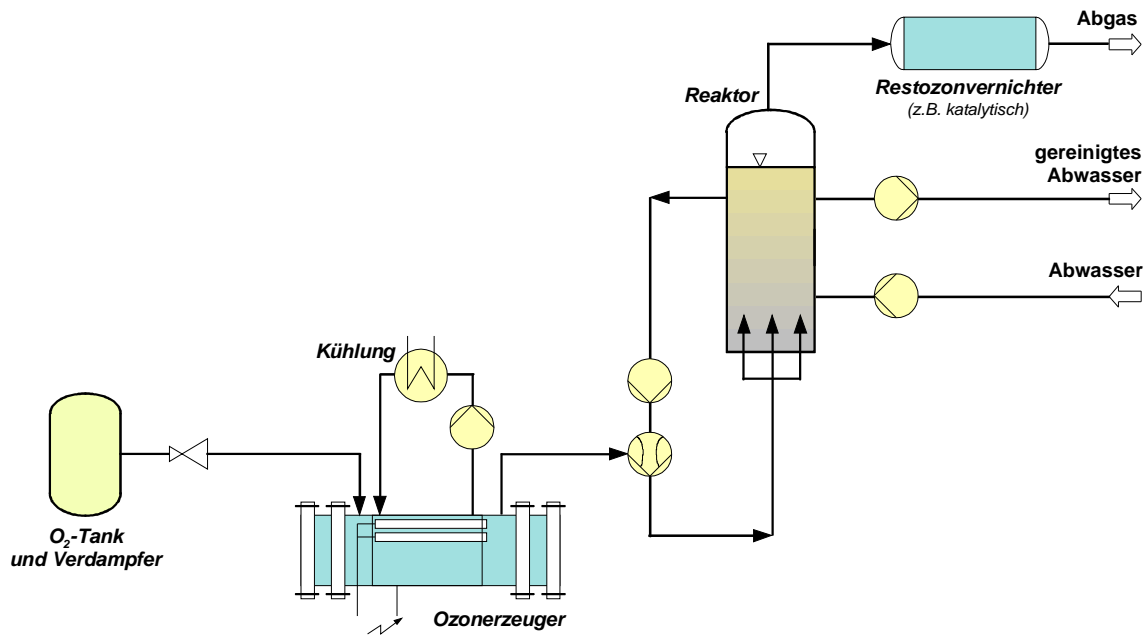 Abgas
Reaktor
Restozonvernichter
(z.B. katalytisch)
gereinigtes
Abwasser
Abwasser
Kühlung
O₂-Tank
und Verdampfer
Ozonerzeuger